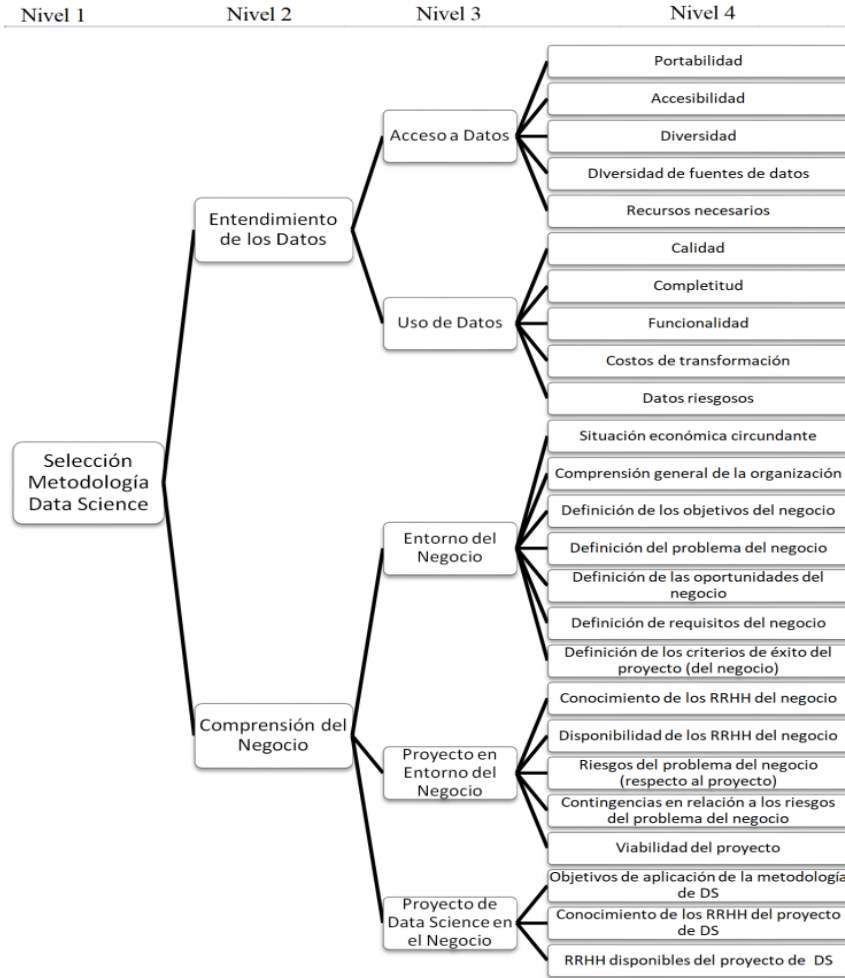 Nivel 1 Nivel 2 Nivel 3 Nivel 4
Selección
Metodología
Data Science
Entendimiento
de los Datos
Acceso a Datos
Portabilidad
Accesibilidad
Diversidad
DIversidad de fuentes de datos
Recursos necesarios
Uso de Datos
Calidad
Completitud
Funcionalidad
Costos de transformación
Datos riesgosos
Comprensión del
Negocio
Entorno del
Negocio
Situación económica circundante
Comprensión general de la organización
Definición de los objetivos del negocio
Definición del problema del negocio
Definición de las oportunidades del
negocio
Definición de requisitos del negocio
Definición de los criterios de éxito del
proyecto (del negocio)
Proyecto en
Entorno del
Negocio
Conocimiento de los RRHH del negocio
Disponibilidad de los RRHH del negocio
Riesgos del problema del negocio
(respecto al proyecto)
Contingencias en relación a los riesgos
del problema del negocio
Viabilidad del proyecto
Proyecto de
Data Science en
el Negocio
Objetivos de aplicación de la metodología
de DS
Conocimiento de los RRHH del proyecto
de DS
RRHH disponibles del proyecto de DS